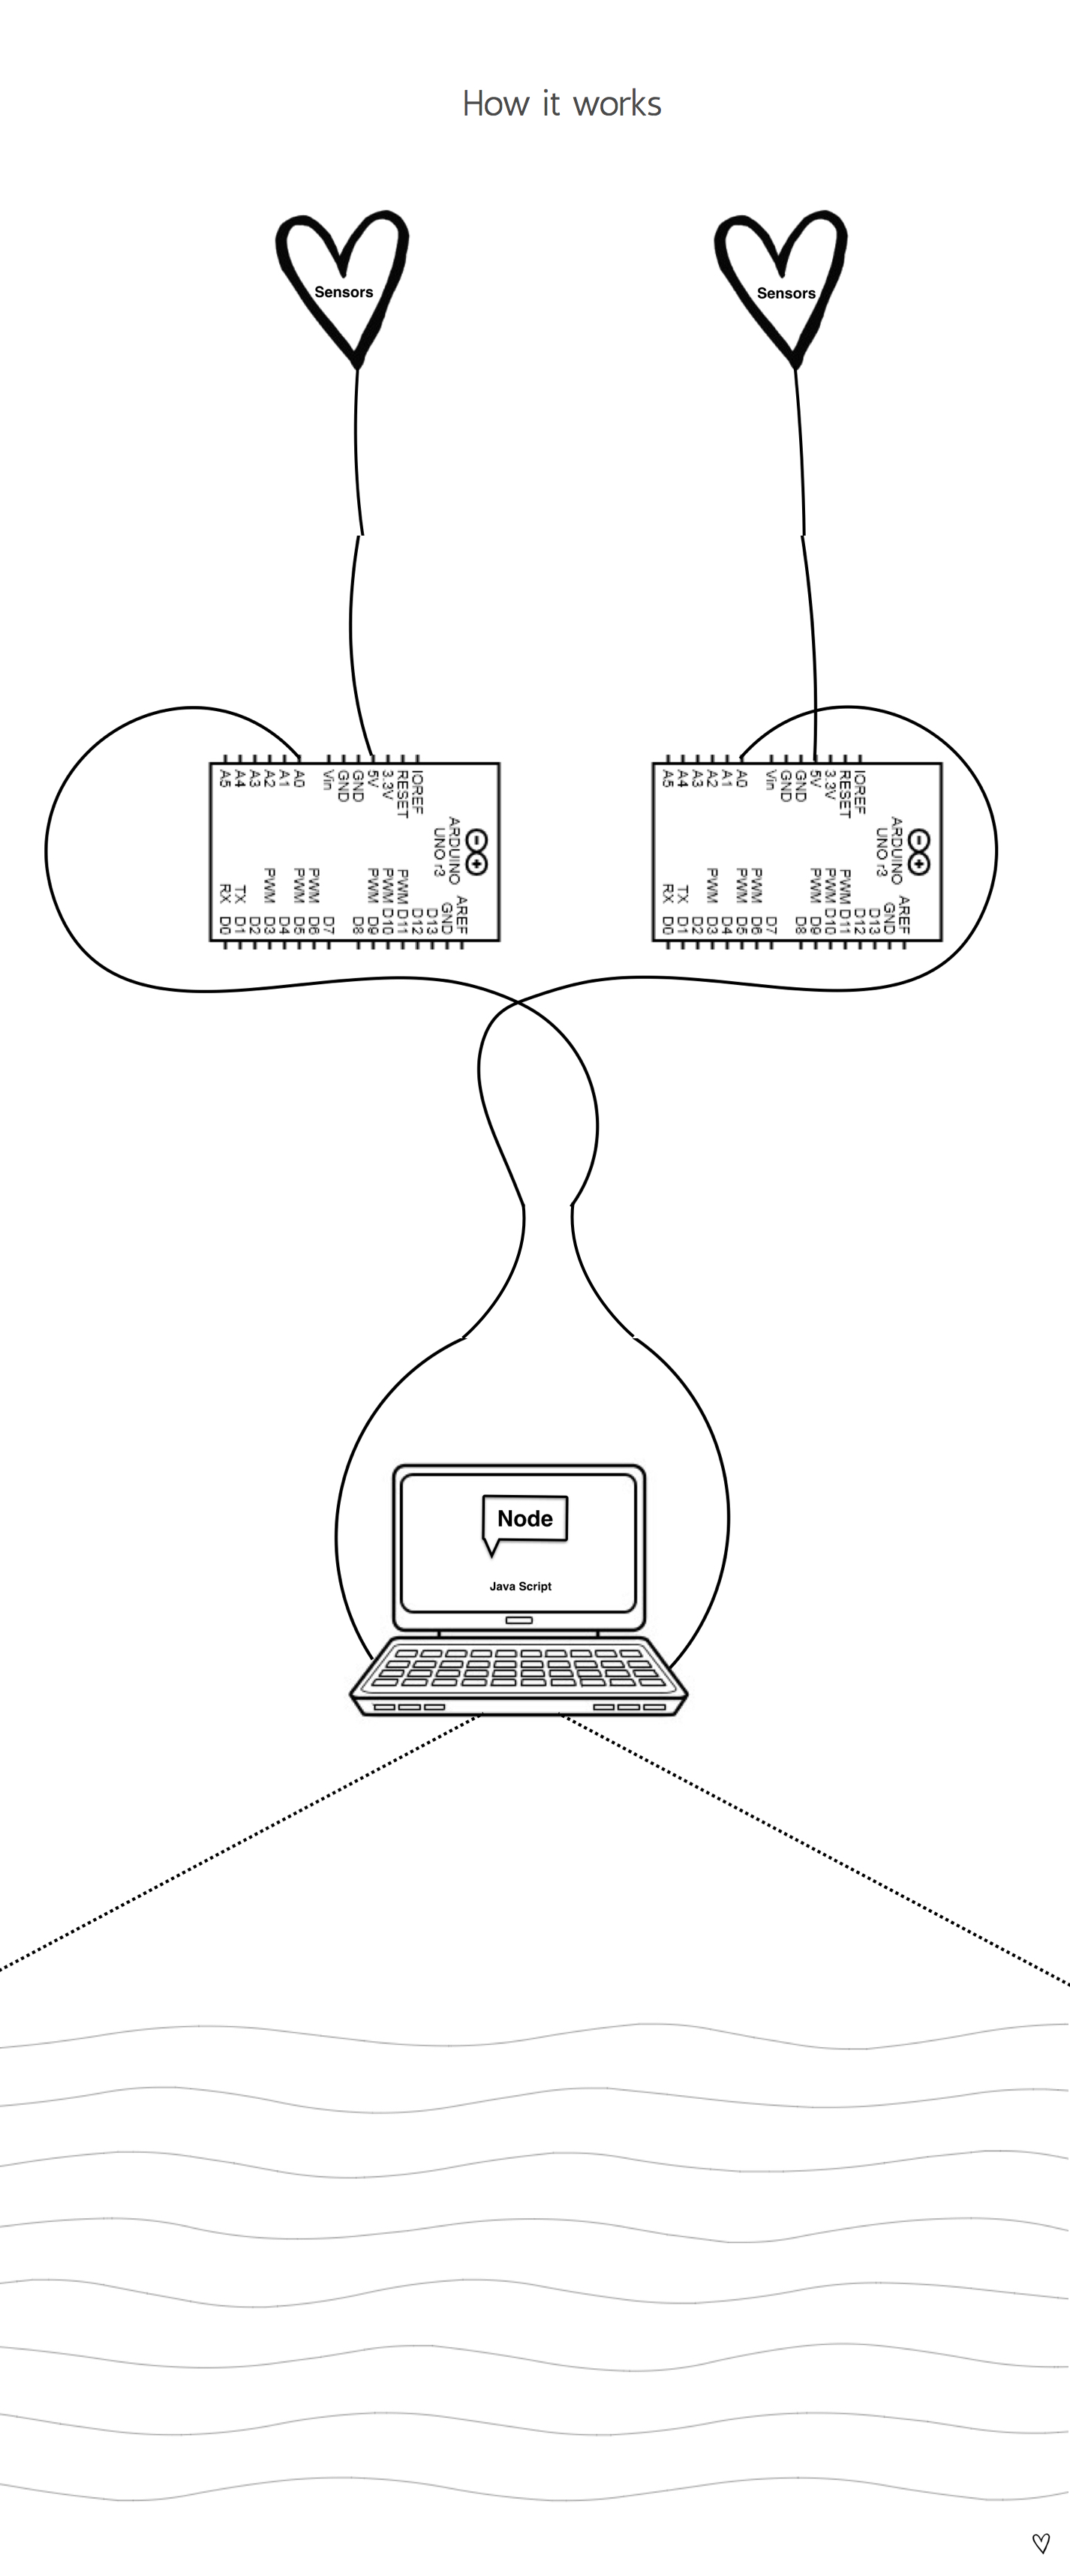 How it works
Sensors
Sensors
A5
A4
A3
A2
A1
A0
Vin
GND
GND
5V
3.3V
RESET
IOREF
ARDUINO
UNO r3
RX D0
TX D1
D2
PWM D3
D4
PWM D5
PWM D6
D7
D8
PWM D9
PWM D10
PWM D11
D12
D13
GND
AREF
A5
A4
A3
A2
A1
A0
Vin
GND
GND
5V
3.3V
RESET
IOREF
ARDUINO
UNO r3
RX D0
TX D1
D2
PWM D3
D4
PWM D5
PWM D6
D7
D8
PWM D9
PWM D10
PWM D11
D12
D13
GND
AREF
Node
Java Script